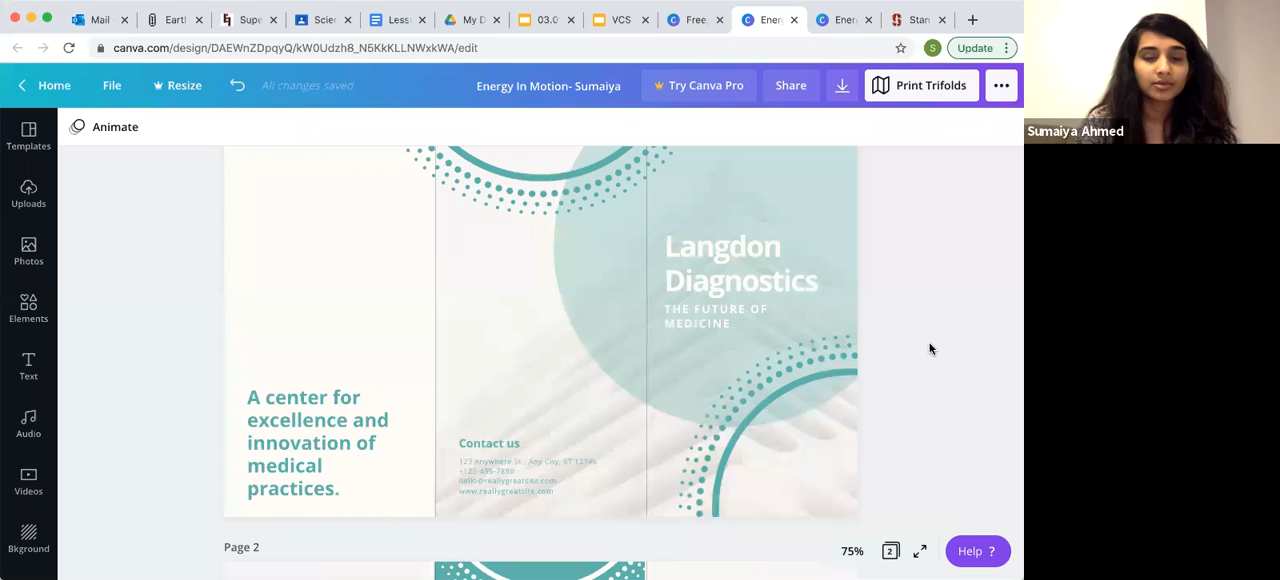 Mail
Eartl
Supe
Scie
Less
My D
03.0
VCS
Free,
Energ
Energ
Stan
canva.com/design/DAEWnZDpqyQ/kW0Udzh8_N5KkKLLNWxkWA/edit
S
Update
Home
File
Resize
All changes saved
Energy In Motion- Sumaiya
Try Canva Pro
Share
Print Trifolds
Animate
Templates
Uploads
Photos
Elements
Text
Audio
Videos
Bkground
Langdon
Diagnostics
THE FUTURE OF
MEDICINE
A center for
excellence and
innovation of
medical
practices.
Contact us
123 Anywhere St., Any City, ST 12345
hello@reallygreatsite.com
www.reallygreatsite.com
Page 2
75%
2
Help ?
Sumaiya Ahmed